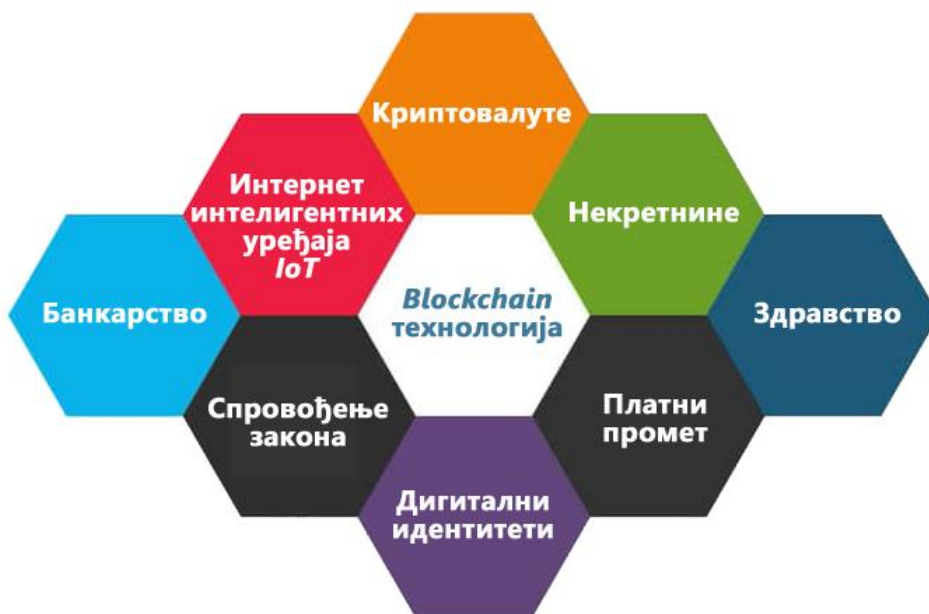 Криптовалуте
Интернет
интелигентних
уређаја
IoT
Некретнине
Банкарство
Blockchain
технологија
Здравство
Спровођење
закона
Платни
промет
Дигитални
идентитети